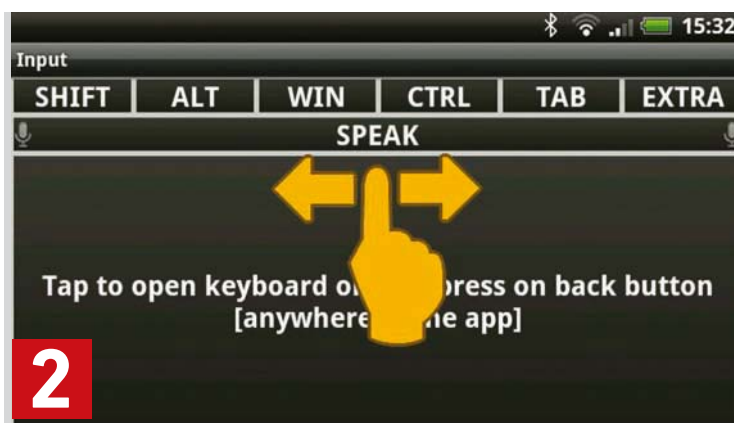 15:32
Input
SHIFT ALT WIN CTRL TAB EXTRA
SPEAK
Tap to open keyboard press on back button
[anywhere app]
2